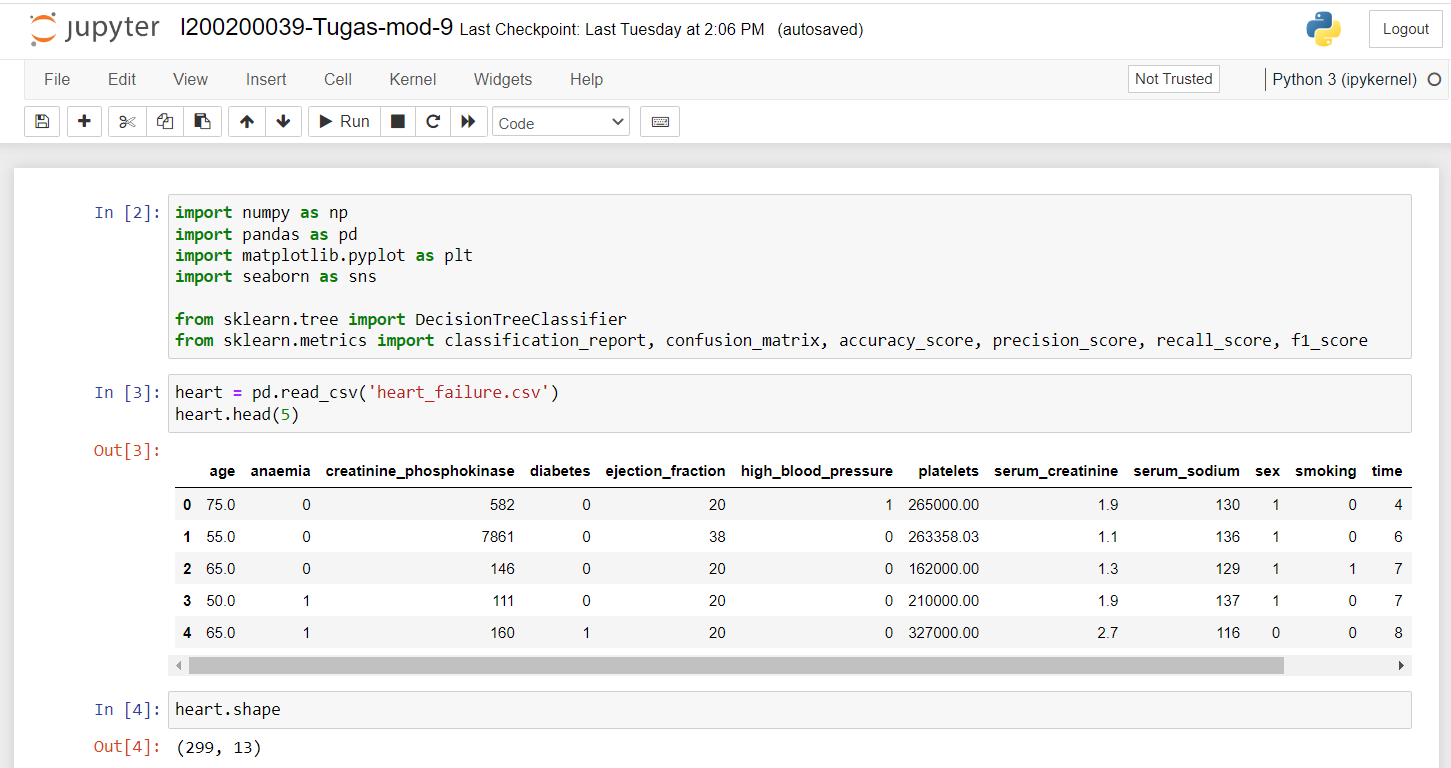 jupyter l200200039-Tugas-mod-9 Last Checkpoint: Last Tuesday at 2:06 PM (autosaved) Logout
File Edit View Insert Cell Kernel Widgets Help Not Trusted Python 3 (ipykernel)
Run Code
In [2]: import numpy as np
import pandas as pd
import matplotlib.pyplot as plt
import seaborn as sns
from sklearn.tree import DecisionTreeClassifier
from sklearn.metrics import classification_report, confusion_matrix, accuracy_score, precision_score, recall_score, f1_score
In [3]: heart = pd.read_csv('heart_failure.csv')
heart.head(5)
Out[3]:
age anaemia creatinine_phosphokinase diabetes ejection_fraction high_blood_pressure platelets serum_creatinine serum_sodium sex smoking time
0 75.0 0 582 0 20 1 265000.00 1.9 130 1 0 4
1 55.0 0 7861 0 38 0 263358.03 1.1 136 1 0 6
2 65.0 0 146 0 20 0 162000.00 1.3 129 1 1 7
3 50.0 1 111 0 20 0 210000.00 1.9 137 1 0 7
4 65.0 1 160 1 20 0 327000.00 2.7 116 0 0 8
In [4]: heart.shape
Out[4]: (299, 13)